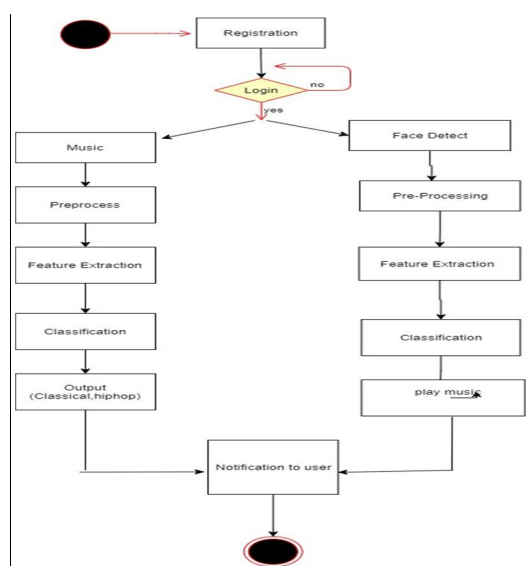 Registration
Login
no
yes
Music
Face Detect
Preprocess
Pre-Processing
Feature Extraction
Feature Extraction
Classification
Classification
Output
(Classical,hiphop)
play music
Notification to user